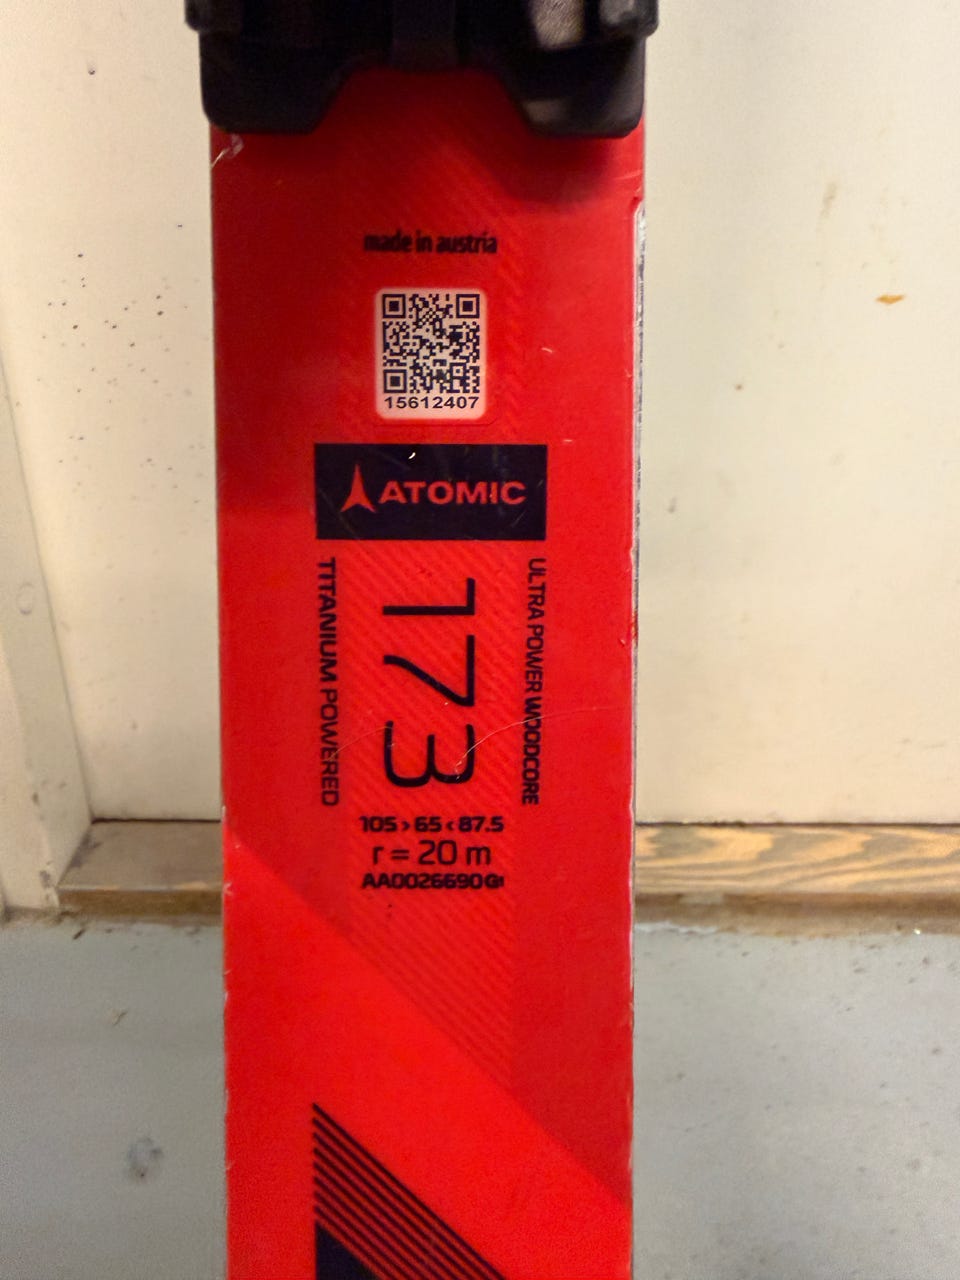 made in austria
15612407
ATOMIC
TITANIUM POWERED
173
ULTRA POWER WOODCORE
105 > 65 < 87.5
r = 20 m